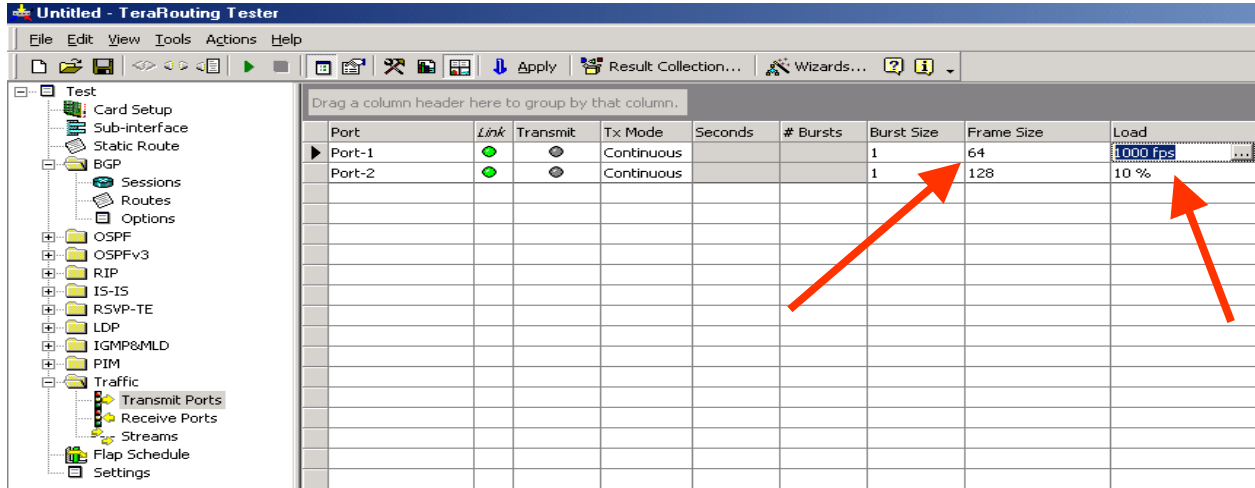 Untitled - TeraRouting Tester
File Edit View Tools Actions Help
Apply Result Collection... Wizards...
Test
Card Setup
Sub-interface
Static Route
BGP
Sessions
Routes
Options
OSPF
OSPFv3
RIP
IS-IS
RSVP-TE
LDP
IGMP&MLD
PIM
Traffic
Transmit Ports
Receive Ports
Streams
Flap Schedule
Settings
Drag a column header here to group by that column.
Port Link Transmit Tx Mode Seconds # Bursts Burst Size Frame Size Load
Port-1 Continuous 1 64 1000 fps ...
Port-2 Continuous 1 128 10 %